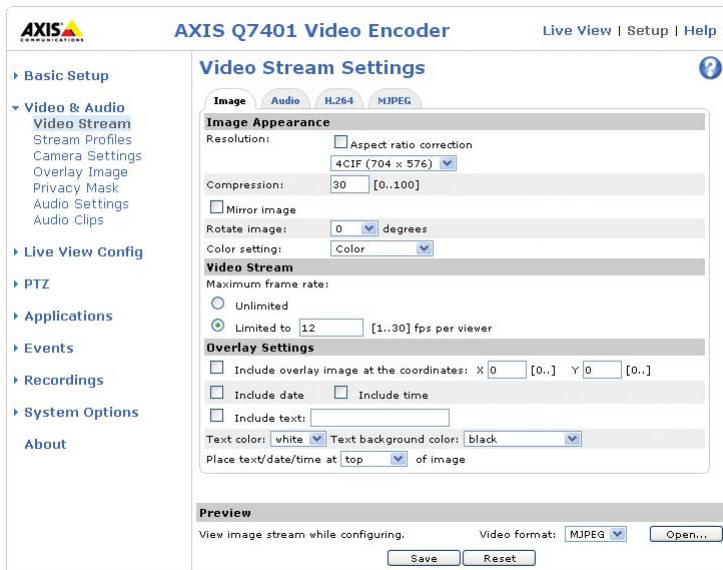 AXIS
COMMUNICATIONS
AXIS Q7401 Video Encoder
Live View | Setup | Help
Basic Setup
Video & Audio
Video Stream
Stream Profiles
Camera Settings
Overlay Image
Privacy Mask
Audio Settings
Audio Clips
Live View Config
PTZ
Applications
Events
Recordings
System Options
About
Video Stream Settings
?
Image Audio H.264 MJPEG
Image Appearance
Resolution: Aspect ratio correction
4CIF (704 x 576)
Compression: 30 [0..100]
Mirror image
Rotate image: 0 degrees
Color setting: Color
Video Stream
Maximum frame rate:
Unlimited
Limited to 12 [1..30] fps per viewer
Overlay Settings
Include overlay image at the coordinates: X 0 [0..] Y 0 [0..]
Include date Include time
Include text:
Text color: white Text background color: black
Place text/date/time at top of image
Preview
View image stream while configuring. Video format: MJPEG Open...
Save Reset